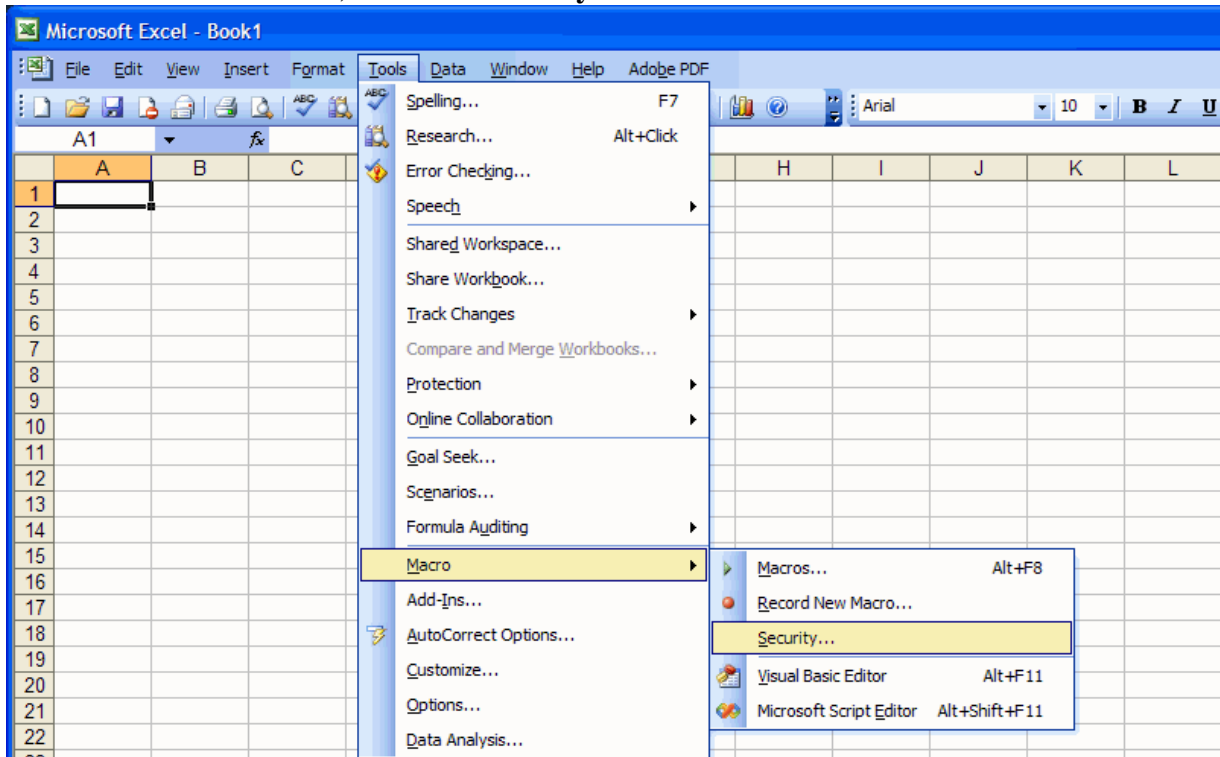 Microsoft Excel - Book1
File Edit View Insert Format Tools Data Window Help Adobe PDF
Arial 10 B I U
A1 fx
A B C H I J K L
1
2
3
4
5
6
7
8
9
10
11
12
13
14
15
16
17
18
19
20
21
22
ABC Spelling... F7
Research... Alt+Click
Error Checking...
Speech
Shared Workspace...
Share Workbook...
Track Changes
Compare and Merge Workbooks...
Protection
Online Collaboration
Goal Seek...
Scenarios...
Formula Auditing
Macro
Add-Ins...
AutoCorrect Options...
Customize...
Options...
Data Analysis...
Macros... Alt+F8
Record New Macro...
Security...
Visual Basic Editor Alt+F11
Microsoft Script Editor Alt+Shift+F11